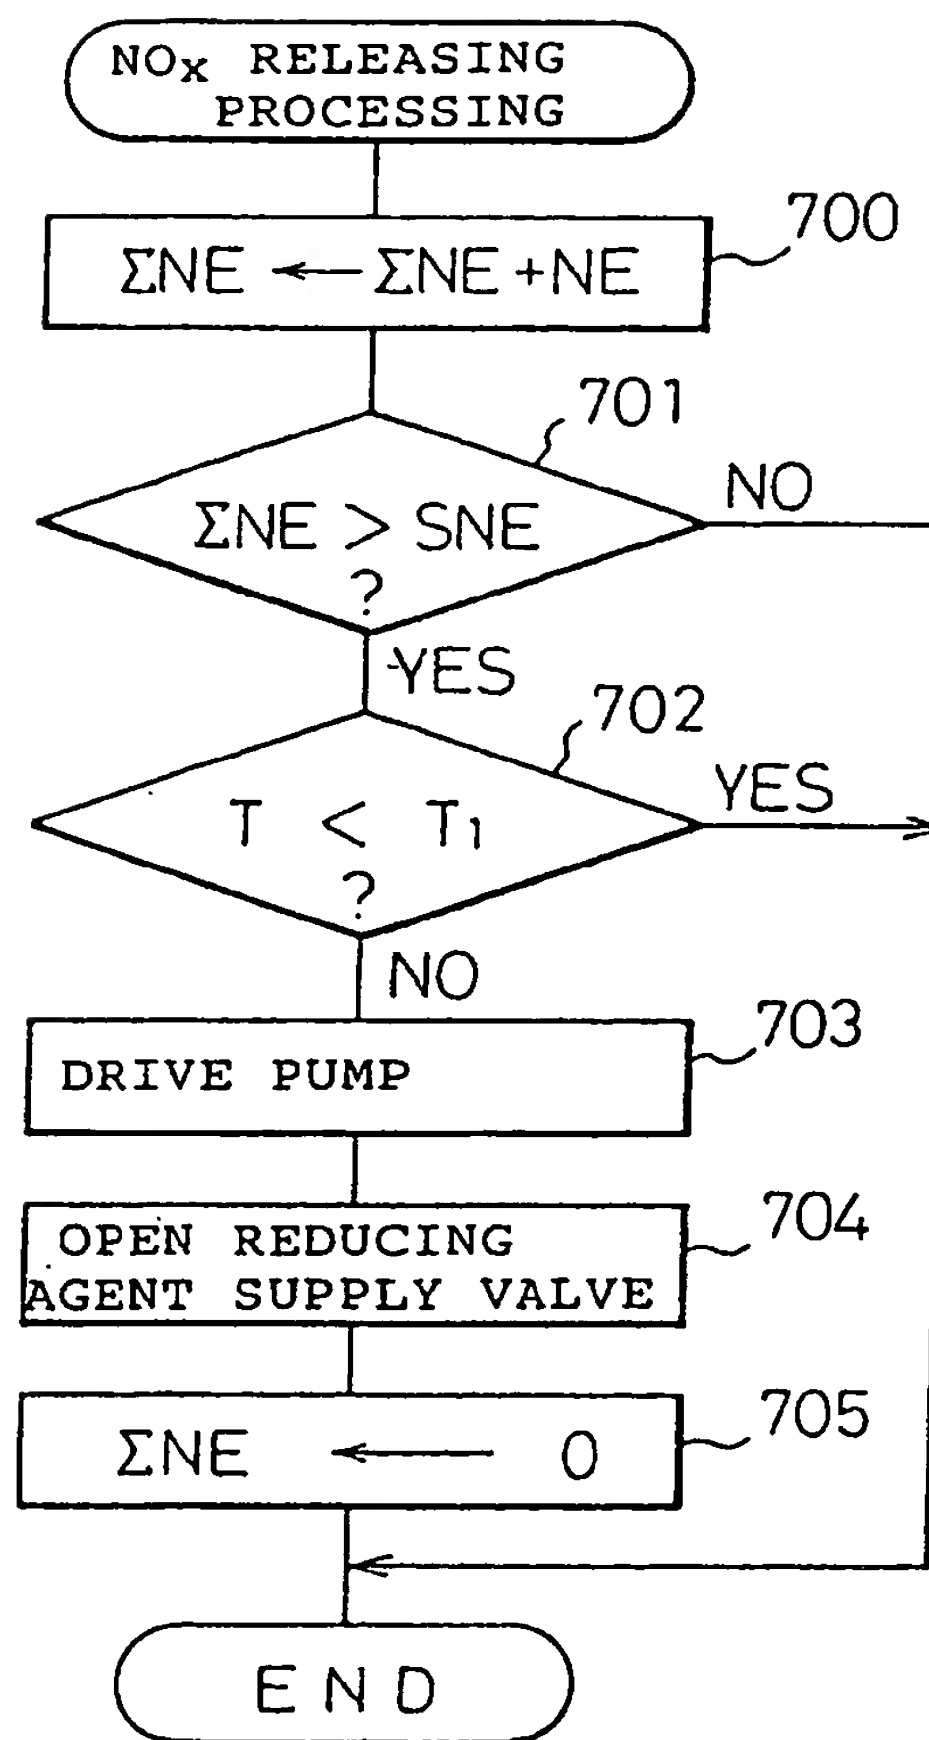 NOx RELEASING
PROCESSING
700
ΣNE ← ΣNE + NE
701
NO
ΣNE > SNE
?
YES
702
YES
T < T1
?
NO
703
DRIVE PUMP
704
OPEN REDUCING
AGENT SUPPLY VALVE
705
ΣNE ← 0
END